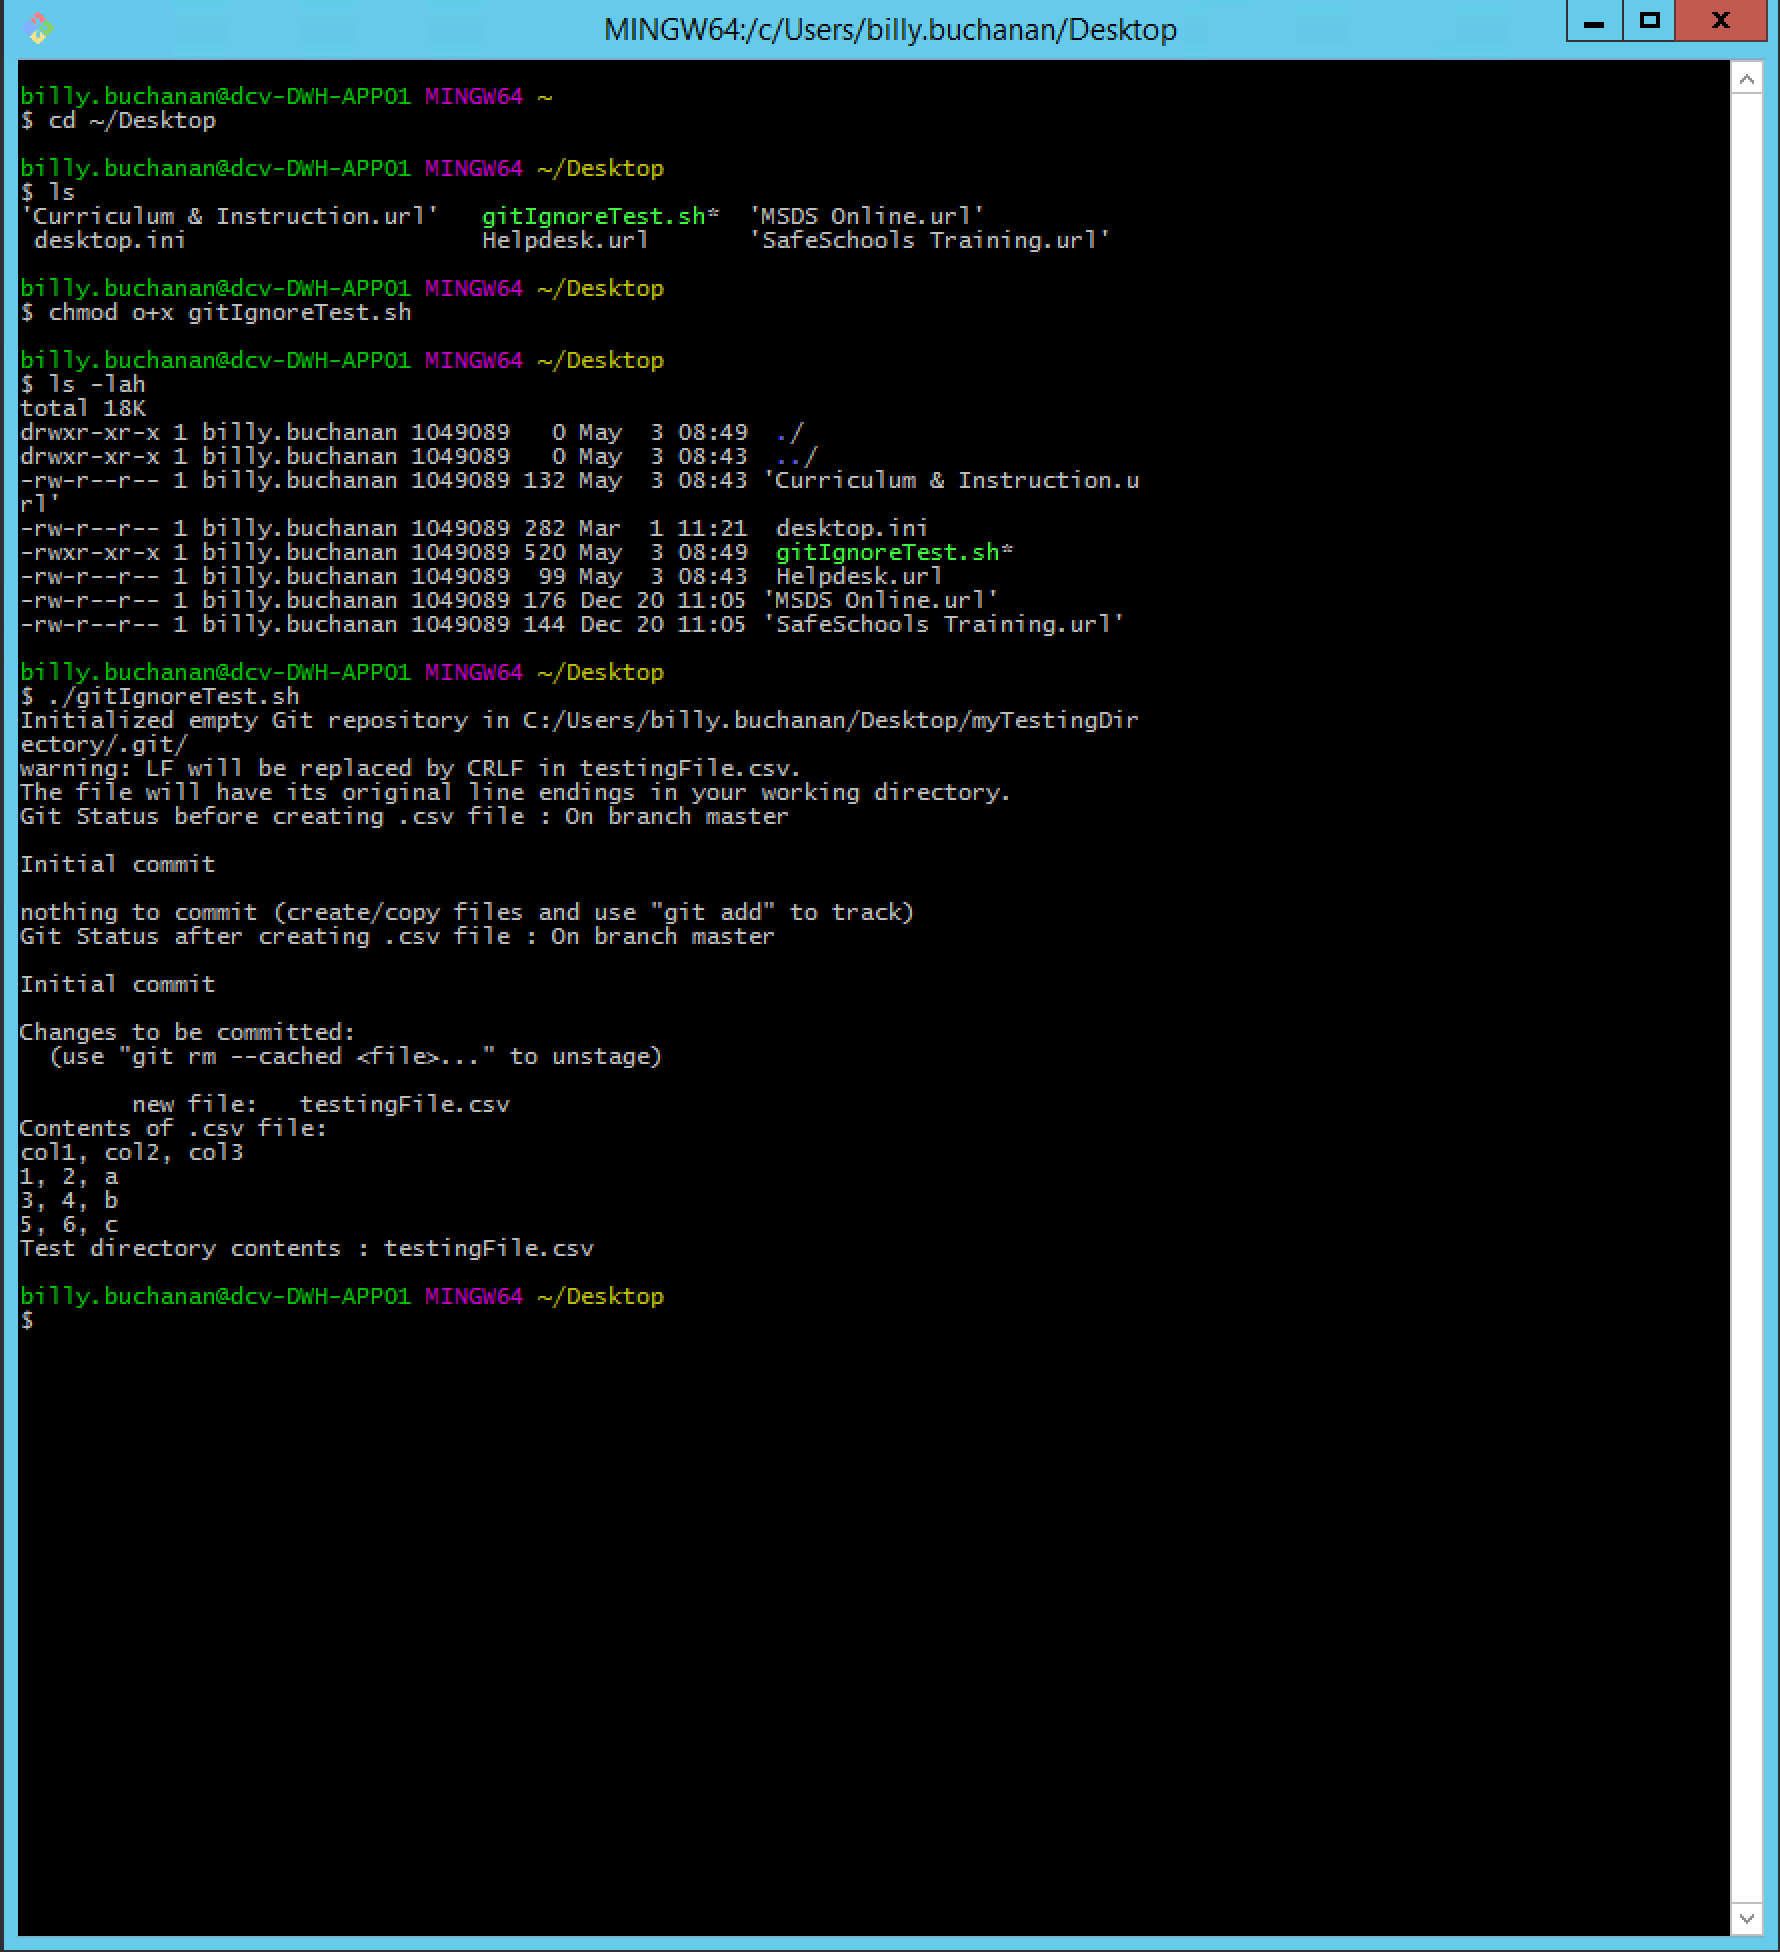 MINGW64:/c/Users/billy.buchanan/Desktop
billy.buchanan@dcv-DWH-APP01 MINGW64 ~
$ cd ~/Desktop
billy.buchanan@dcv-DWH-APP01 MINGW64 ~/Desktop
$ ls
'Curriculum & Instruction.url'   gitIgnoreTest.sh*  'MSDS Online.url'
 desktop.ini                     Helpdesk.url       'SafeSchools Training.url'
billy.buchanan@dcv-DWH-APP01 MINGW64 ~/Desktop
$ chmod o+x gitIgnoreTest.sh
billy.buchanan@dcv-DWH-APP01 MINGW64 ~/Desktop
$ ls -lah
total 18K
drwxr-xr-x 1 billy.buchanan 1049089   0 May  3 08:49  ./
drwxr-xr-x 1 billy.buchanan 1049089   0 May  3 08:43  ../
-rw-r--r-- 1 billy.buchanan 1049089 132 May  3 08:43 'Curriculum & Instruction.u
rl'
-rw-r--r-- 1 billy.buchanan 1049089 282 Mar  1 11:21  desktop.ini
-rwxr-xr-x 1 billy.buchanan 1049089 520 May  3 08:49  gitIgnoreTest.sh*
-rw-r--r-- 1 billy.buchanan 1049089  99 May  3 08:43  Helpdesk.url
-rw-r--r-- 1 billy.buchanan 1049089 176 Dec 20 11:05 'MSDS Online.url'
-rw-r--r-- 1 billy.buchanan 1049089 144 Dec 20 11:05 'SafeSchools Training.url'
billy.buchanan@dcv-DWH-APP01 MINGW64 ~/Desktop
$ ./gitIgnoreTest.sh
Initialized empty Git repository in C:/Users/billy.buchanan/Desktop/myTestingDir
ectory/.git/
warning: LF will be replaced by CRLF in testingFile.csv.
The file will have its original line endings in your working directory.
Git Status before creating .csv file : On branch master
Initial commit
nothing to commit (create/copy files and use "git add" to track)
Git Status after creating .csv file : On branch master
Initial commit
Changes to be committed:
  (use "git rm --cached <file>..." to unstage)
        new file:   testingFile.csv
Contents of .csv file:
col1, col2, col3
1, 2, a
3, 4, b
5, 6, c
Test directory contents : testingFile.csv
billy.buchanan@dcv-DWH-APP01 MINGW64 ~/Desktop
$